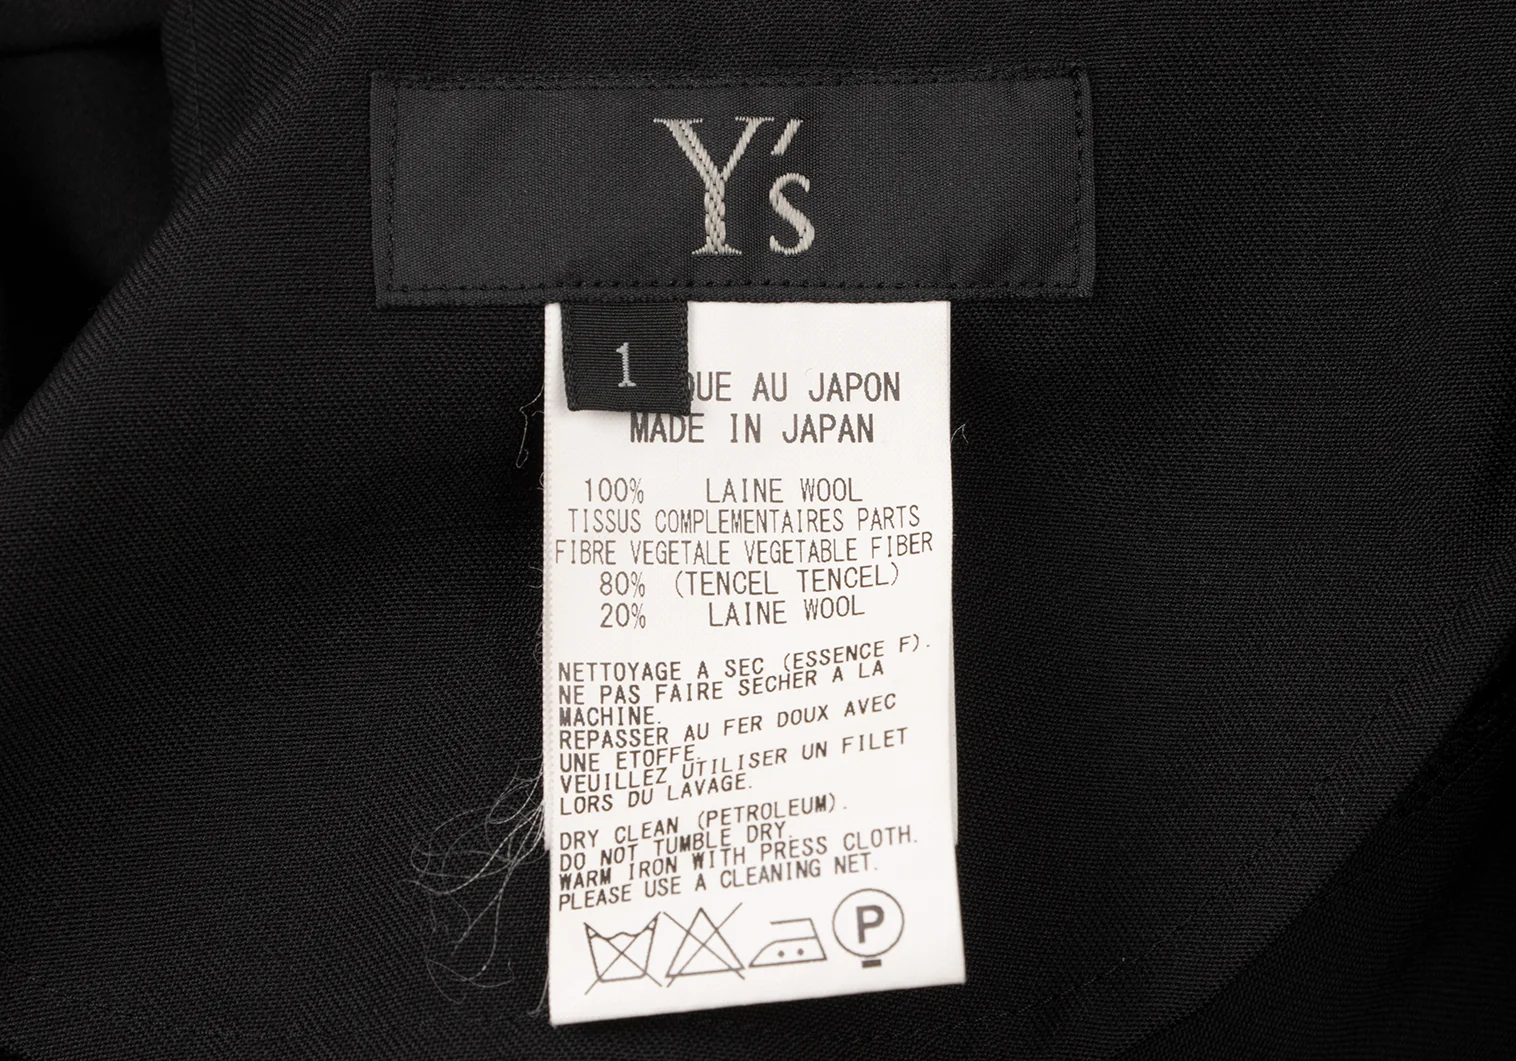 Y's
1
QUE AU JAPON
MADE IN JAPAN
100% LAINE WOOL
TISSUS COMPLEMENTAIRES PARTS
FIBRE VEGETALE VEGETABLE FIBER
80% (TENCEL TENCEL)
20% LAINE WOOL
NETTOYAGE A SEC (ESSENCE F).
NE PAS FAIRE SECHER A LA
MACHINE.
REPASSER AU FER DOUX AVEC
UNE ETOFFE.
VEUILLEZ UTILISER UN FILET
LORS DU LAVAGE.
DRY CLEAN (PETROLEUM).
DO NOT TUMBLE DRY.
WARM IRON WITH PRESS CLOTH.
PLEASE USE A CLEANING NET.
P